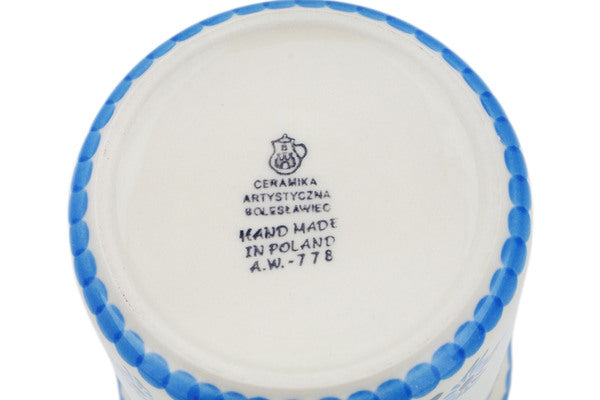 CERAMIKA
ARTYSTYCZNA
BOLESŁAWIEC
HAND MADE
IN POLAND
A.W.-778